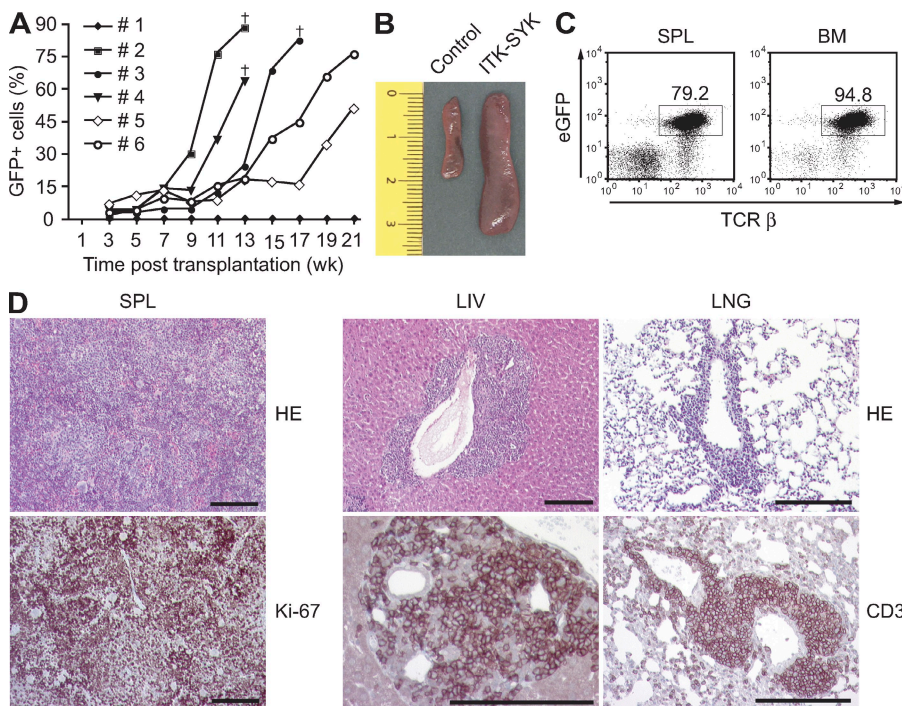 A
GFP+ cells (%)
90
75
60
45
30
15
0
# 1
# 2
# 3
# 4
# 5
# 6
† † †
1 3 5 7 9 11 13 15 17 19 21
Time post transplantation (wk)
B
Control
ITK-SYK
0
1
2
3
C
SPL
BM
eGFP
10⁴
10³
10²
10¹
10⁰
79.2
10⁰ 10¹ 10² 10³ 10⁴
10⁴
10³
10²
10¹
10⁰
94.8
10⁰ 10¹ 10² 10³ 10⁴
TCR β
D
SPL
LIV
LNG
HE
HE
Ki-67
CD3